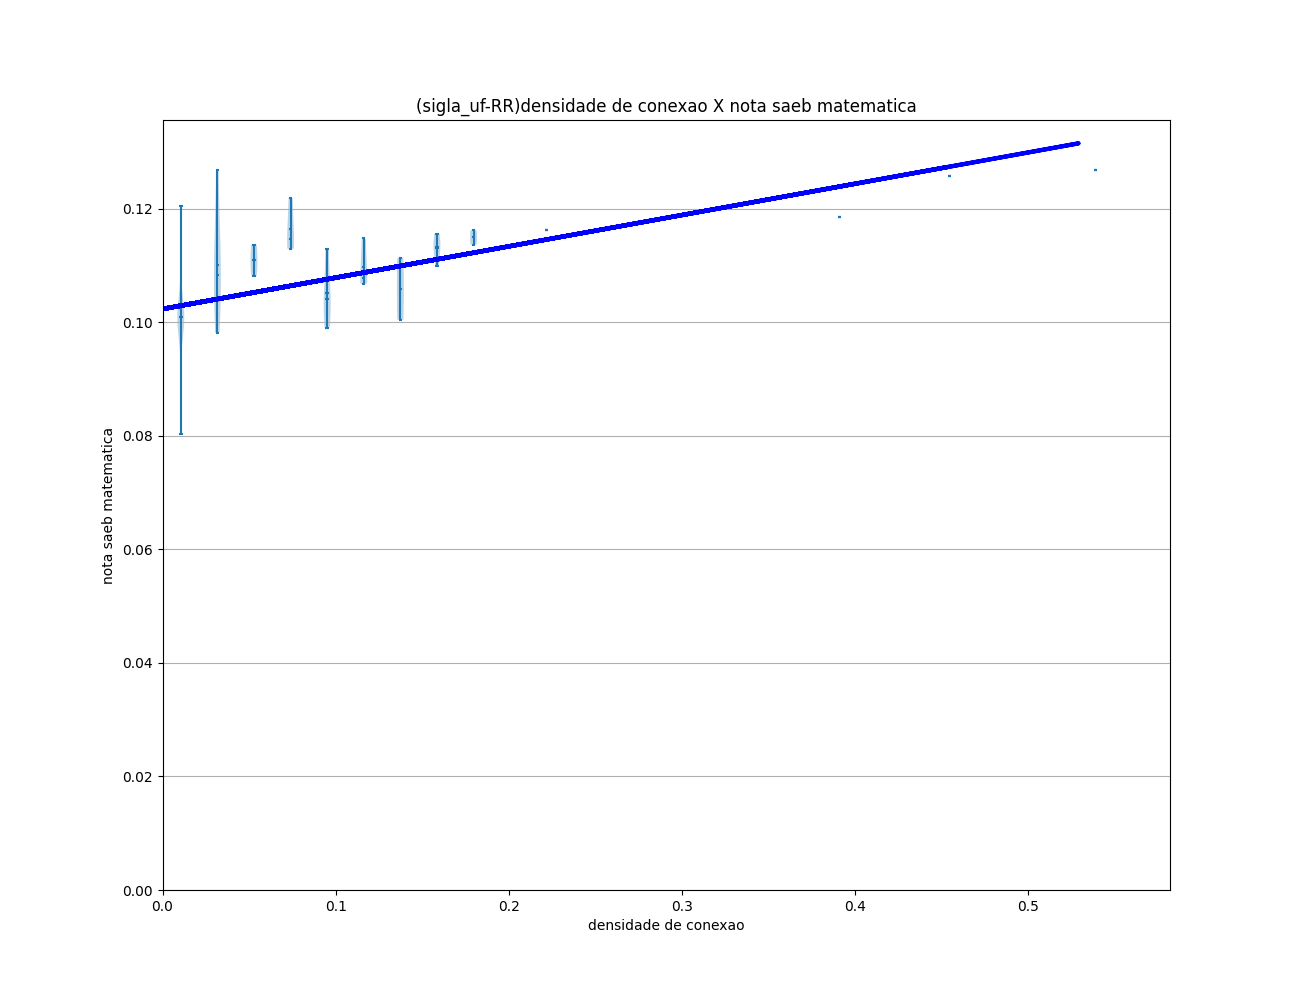 (sigla_uf-RR)densidade de conexao X nota saeb matematica
nota saeb matematica
0.12
0.10
0.08
0.06
0.04
0.02
0.00
0.0 0.1 0.2 0.3 0.4 0.5
densidade de conexao